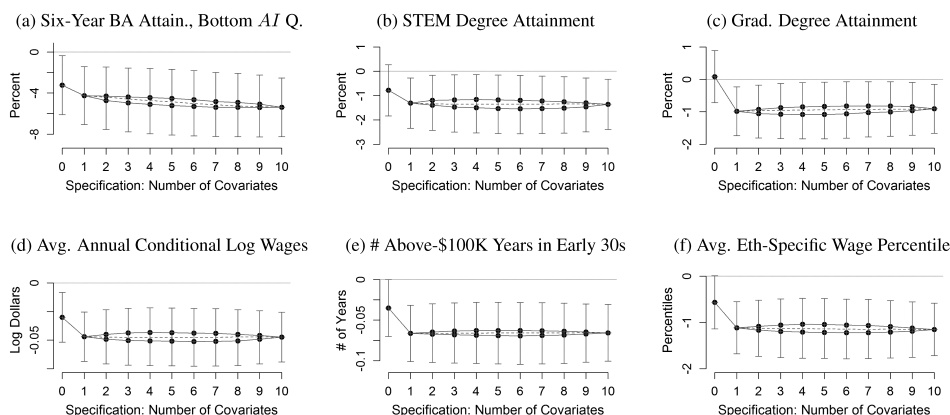 (a) Six-Year BA Attain., Bottom AI Q.
0
-4
-8
Percent
0 1 2 3 4 5 6 7 8 9 10
Specification: Number of Covariates
(b) STEM Degree Attainment
1
0
-1
-2
-3
Percent
0 1 2 3 4 5 6 7 8 9 10
Specification: Number of Covariates
(c) Grad. Degree Attainment
1
0
-1
-2
Percent
0 1 2 3 4 5 6 7 8 9 10
Specification: Number of Covariates
(d) Avg. Annual Conditional Log Wages
0
-0.05
Log Dollars
0 1 2 3 4 5 6 7 8 9 10
Specification: Number of Covariates
(e) # Above-$100K Years in Early 30s
0
-0.05
-0.1
# of Years
0 1 2 3 4 5 6 7 8 9 10
Specification: Number of Covariates
(f) Avg. Eth-Specific Wage Percentile
0
-1
-2
Percentiles
0 1 2 3 4 5 6 7 8 9 10
Specification: Number of Covariates